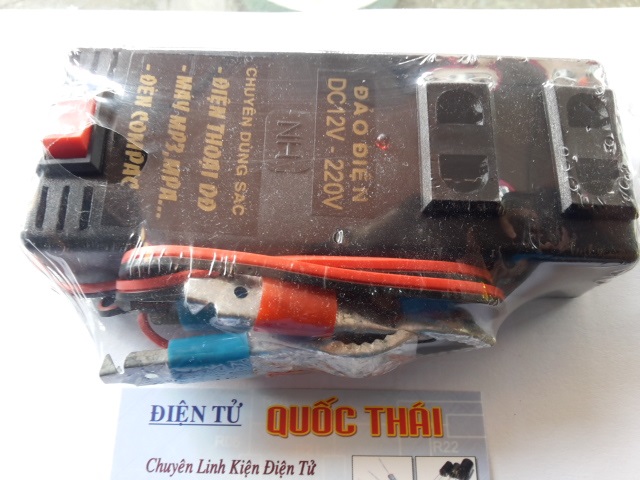 ĐẢO ĐIỆN
DC12V - 220V
NH
CHUYÊN DÙNG SẠC
- ĐIỆN THOẠI DĐ
- MÁY MP3, MP4...
- ĐÈN COMPAC
ĐIỆN TỬ QUỐC THÁI
Chuyên Linh Kiện Điện Tử
R22